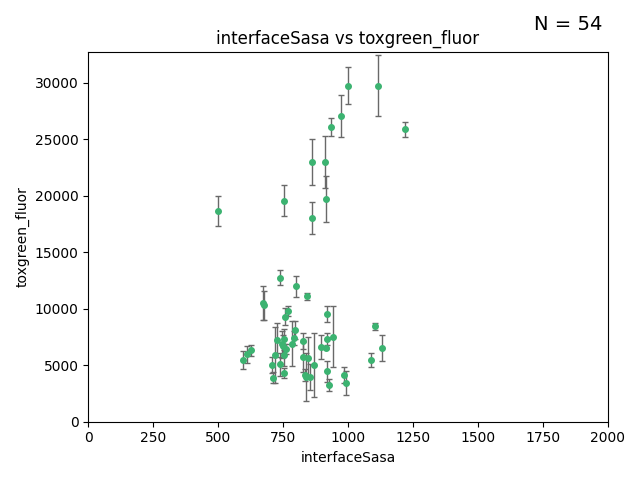 N = 54
interfaceSasa vs toxgreen_fluor
30000
25000
20000
15000
10000
5000
0
toxgreen_fluor
0 250 500 750 1000 1250 1500 1750 2000
interfaceSasa